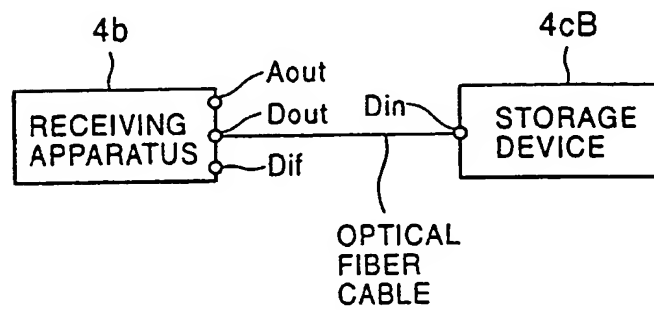 4b
4cB
Aout
Dout
Dif
Din
RECEIVING
APPARATUS
STORAGE
DEVICE
OPTICAL
FIBER
CABLE